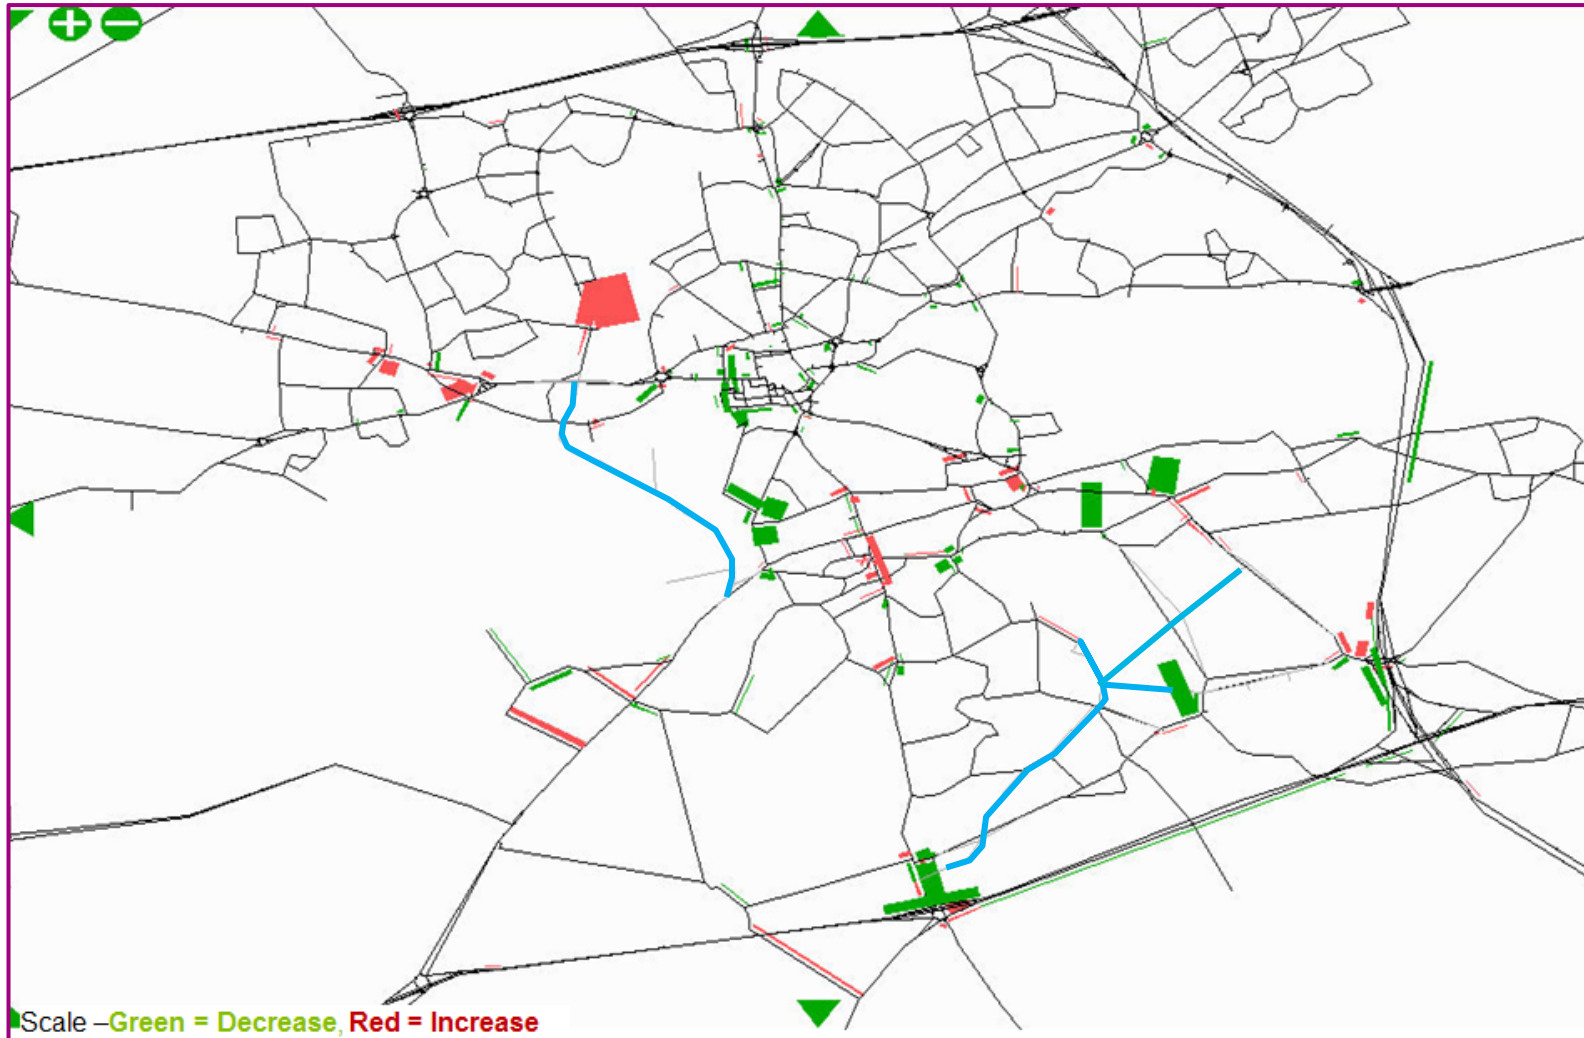 Scale –Green = Decrease, Red = Increase